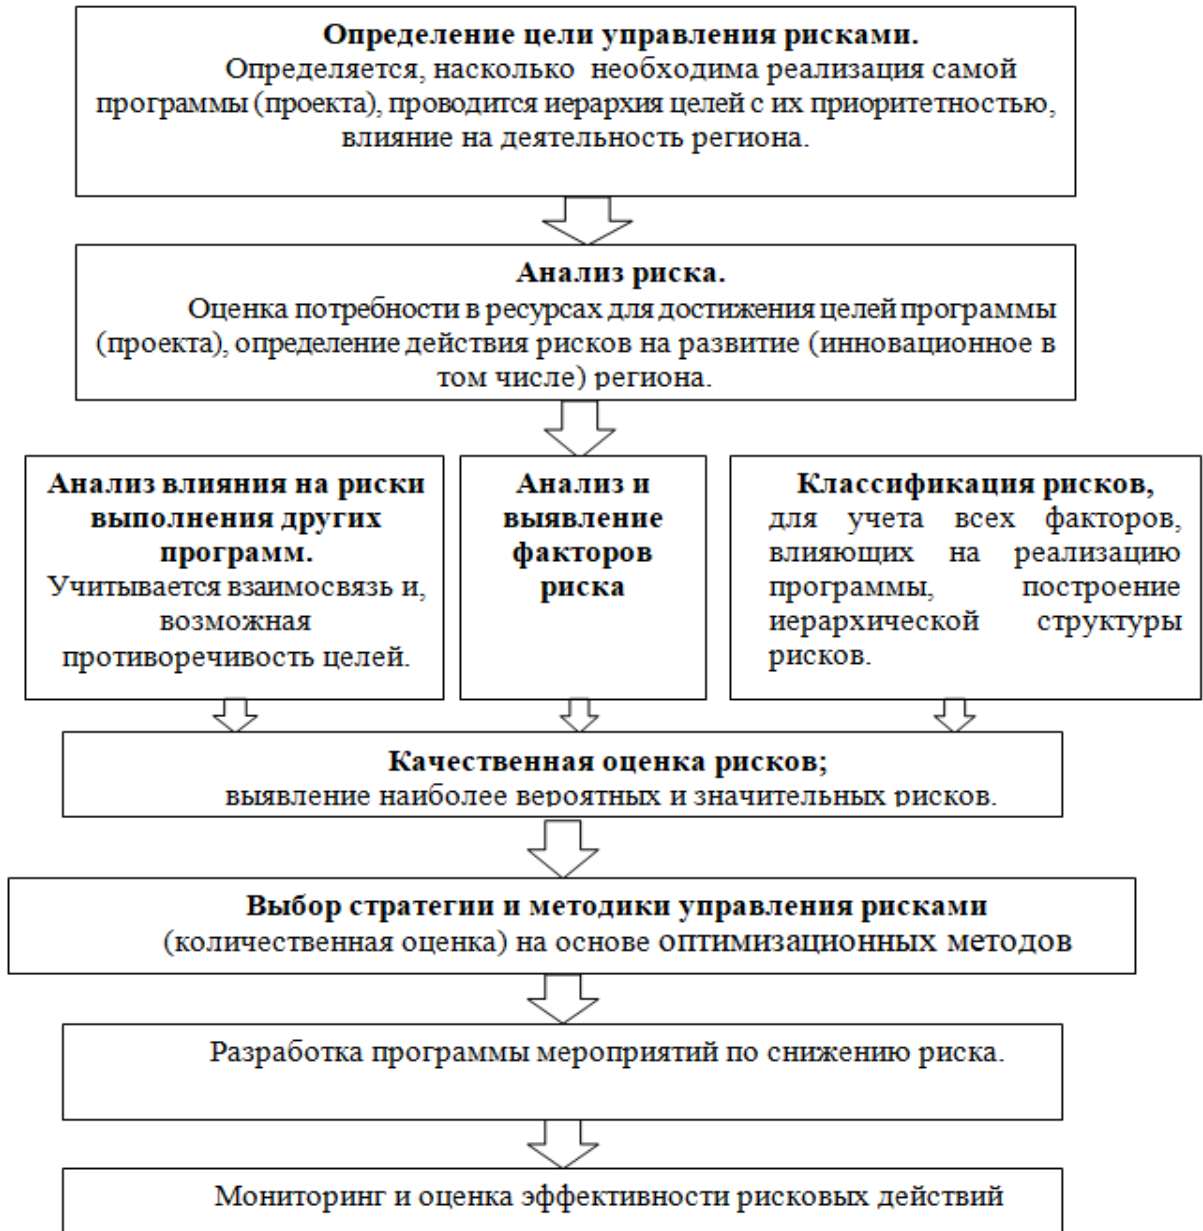 Определение цели управления рисками.
Определяется, насколько необходима реализация самой
программы (проекта), проводится иерархия целей с их приоритетностью,
влияние на деятельность региона.
Анализ риска.
Оценка потребности в ресурсах для достижения целей программы
(проекта), определение действия рисков на развитие (инновационное в
том числе) региона.
Анализ влияния на риски
выполнения других
программ.
Учитывается взаимосвязь и,
возможная
противоречивость целей.
Анализ и
выявление
факторов
риска
Классификация рисков,
для учета всех факторов,
влияющих на реализацию
программы, построение
иерархической структуры
рисков.
Качественная оценка рисков;
выявление наиболее вероятных и значительных рисков.
Выбор стратегии и методики управления рисками
(количественная оценка) на основе оптимизационных методов
Разработка программы мероприятий по снижению риска.
Мониторинг и оценка эффективности рисковых действий